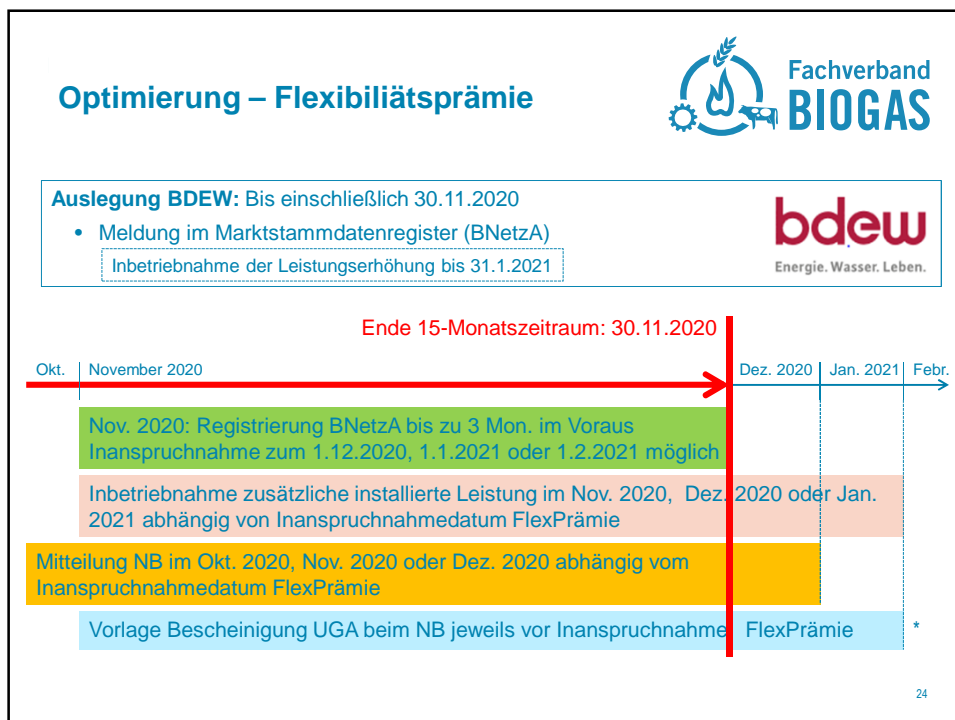 Optimierung – Flexibiliätsprämie
Fachverband
BIOGAS
Auslegung BDEW: Bis einschließlich 30.11.2020
• Meldung im Marktstammdatenregister (BNetzA)
Inbetriebnahme der Leistungserhöhung bis 31.1.2021
bdew
Energie. Wasser. Leben.
Ende 15-Monatszeitraum: 30.11.2020
Okt. November 2020 Dez. 2020 Jan. 2021 Febr.
Nov. 2020: Registrierung BNetzA bis zu 3 Mon. im Voraus
Inanspruchnahme zum 1.12.2020, 1.1.2021 oder 1.2.2021 möglich
Inbetriebnahme zusätzliche installierte Leistung im Nov. 2020, Dez. 2020 oder Jan.
2021 abhängig von Inanspruchnahmedatum FlexPrämie
Mitteilung NB im Okt. 2020, Nov. 2020 oder Dez. 2020 abhängig vom
Inanspruchnahmedatum FlexPrämie
Vorlage Bescheinigung UGA beim NB jeweils vor Inanspruchnahme FlexPrämie *
24